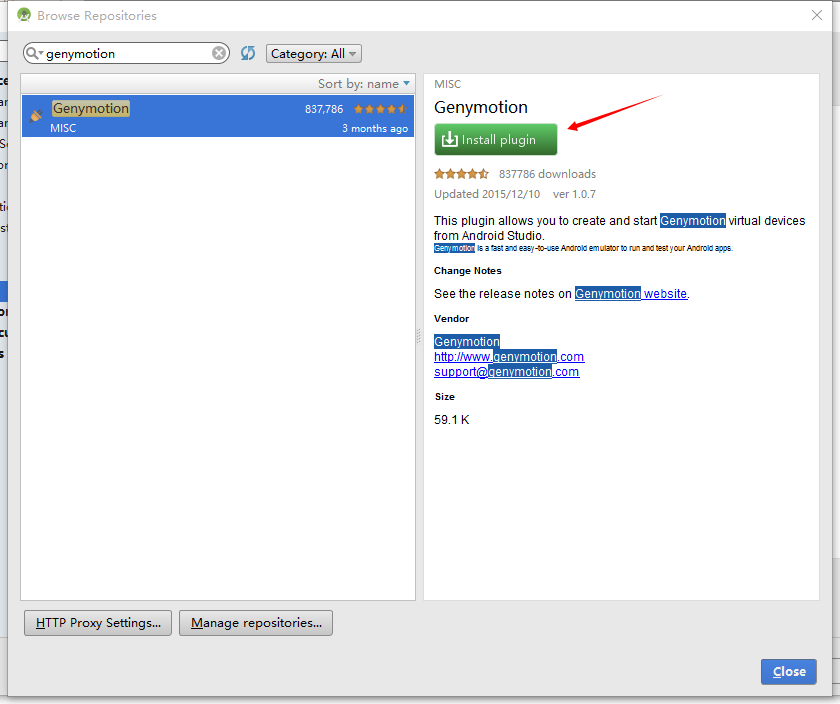 Browse Repositories
genymotion
Category: All
Sort by: name
Genymotion
837,786
MISC
3 months ago
MISC
Genymotion
Install plugin
837786 downloads
Updated 2015/12/10 ver 1.0.7
This plugin allows you to create and start Genymotion virtual devices
from Android Studio.
Genymotion is a fast and easy-to-use Android emulator to run and test your Android apps.
Change Notes
See the release notes on Genymotion website.
Vendor
Genymotion
http://www.genymotion.com
support@genymotion.com
Size
59.1 K
HTTP Proxy Settings...
Manage repositories...
Close